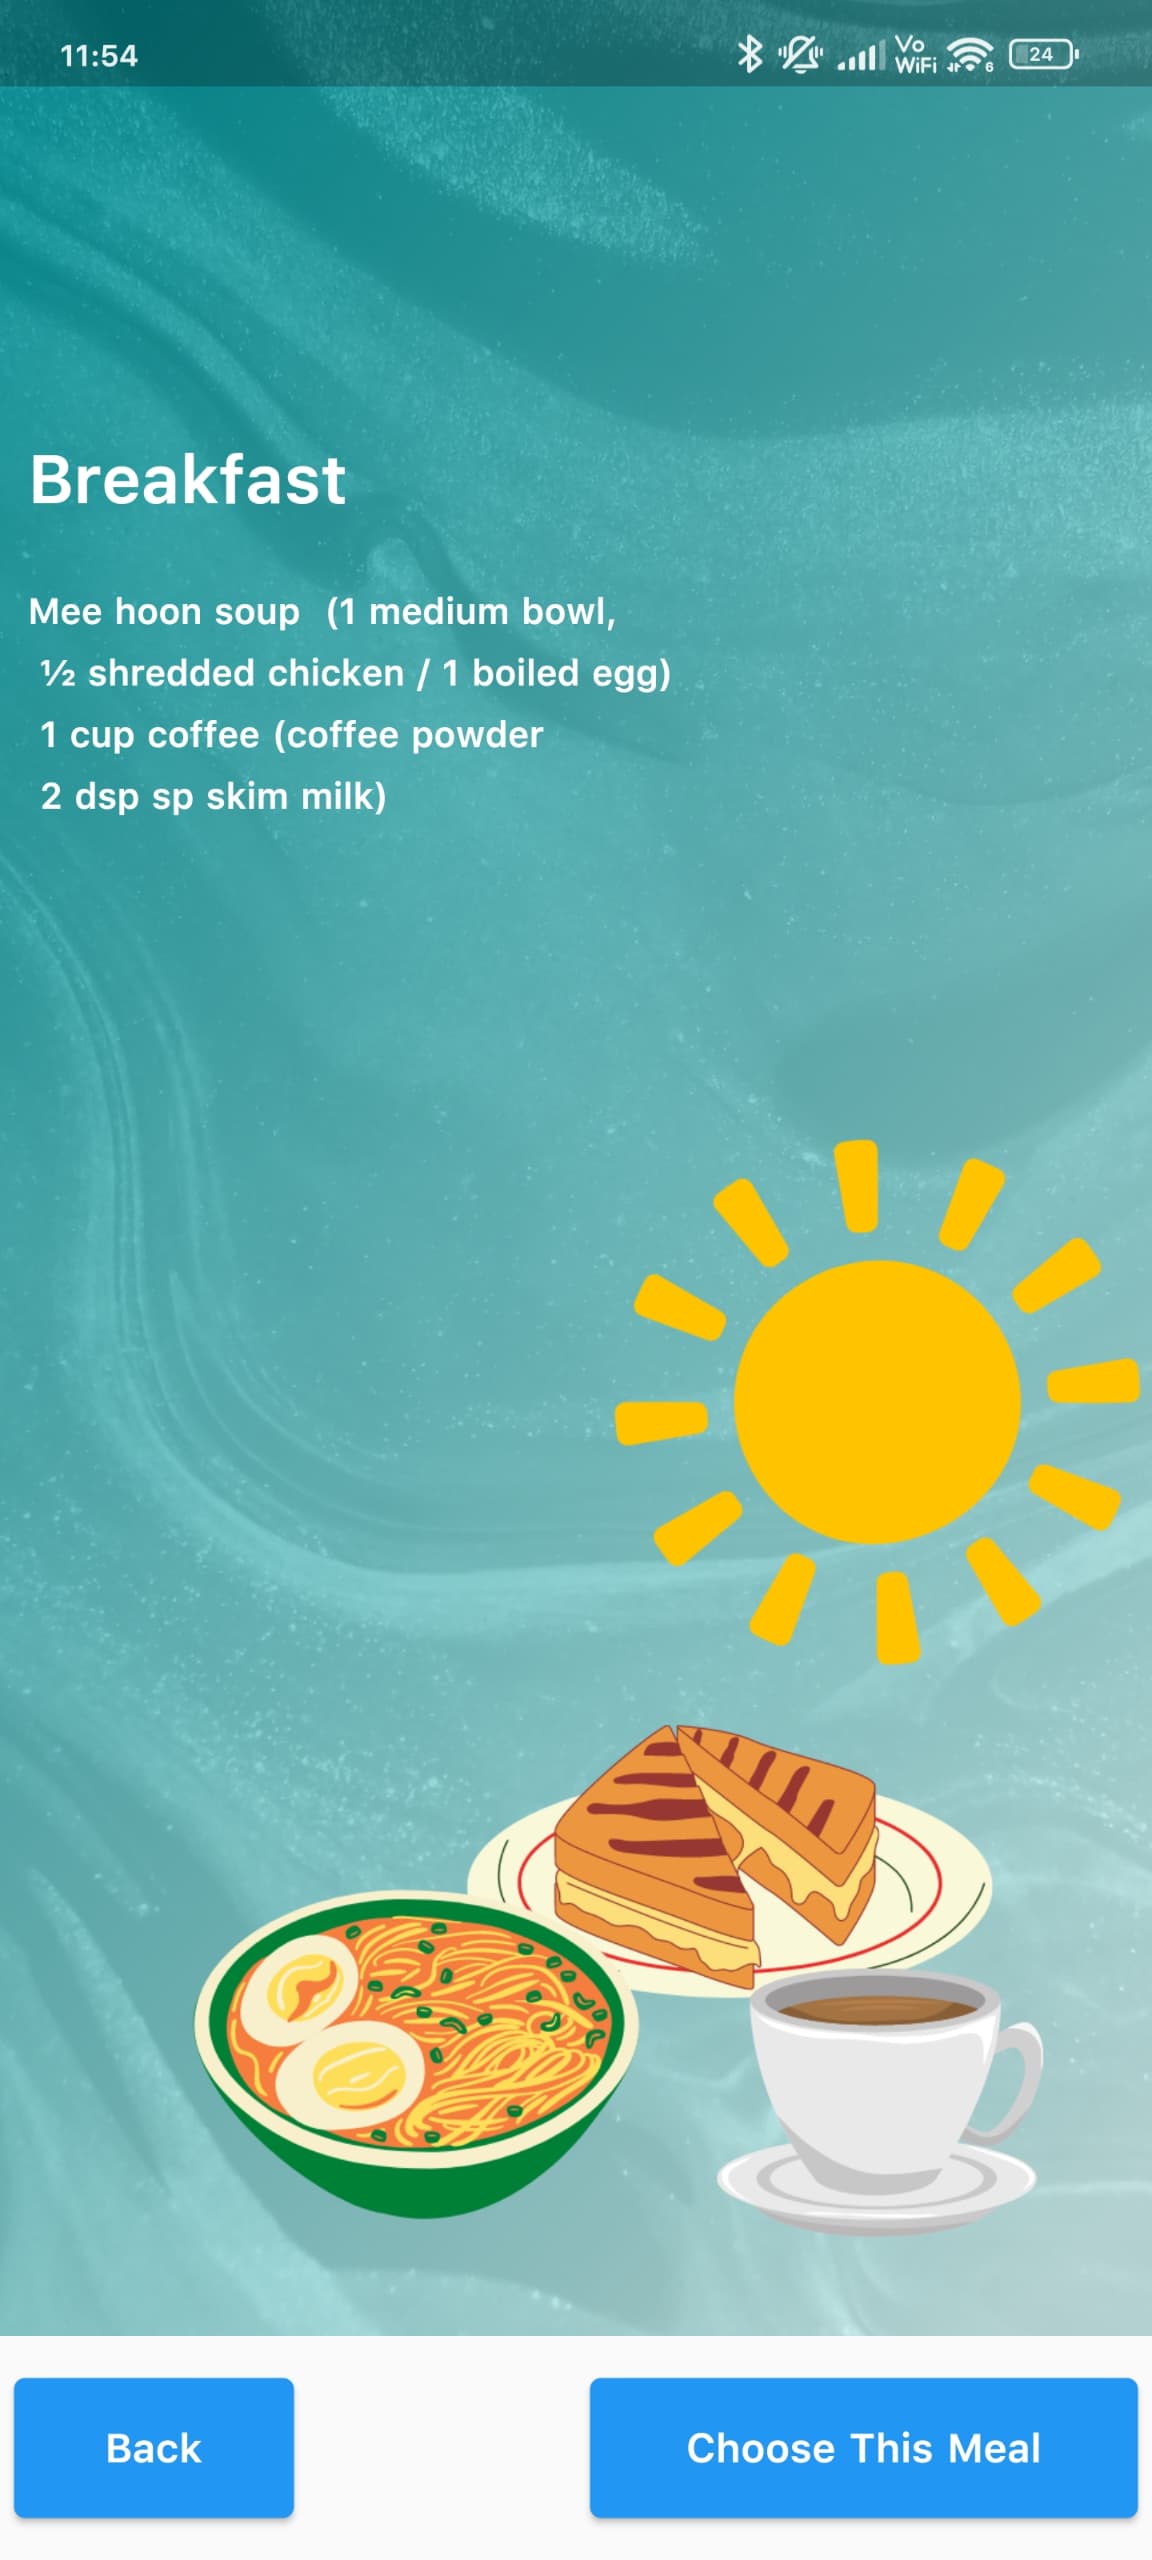 11:54
Vo
WiFi
6
24
Breakfast
Mee hoon soup  (1 medium bowl,
½ shredded chicken / 1 boiled egg)
1 cup coffee (coffee powder
2 dsp sp skim milk)
Back
Choose This Meal